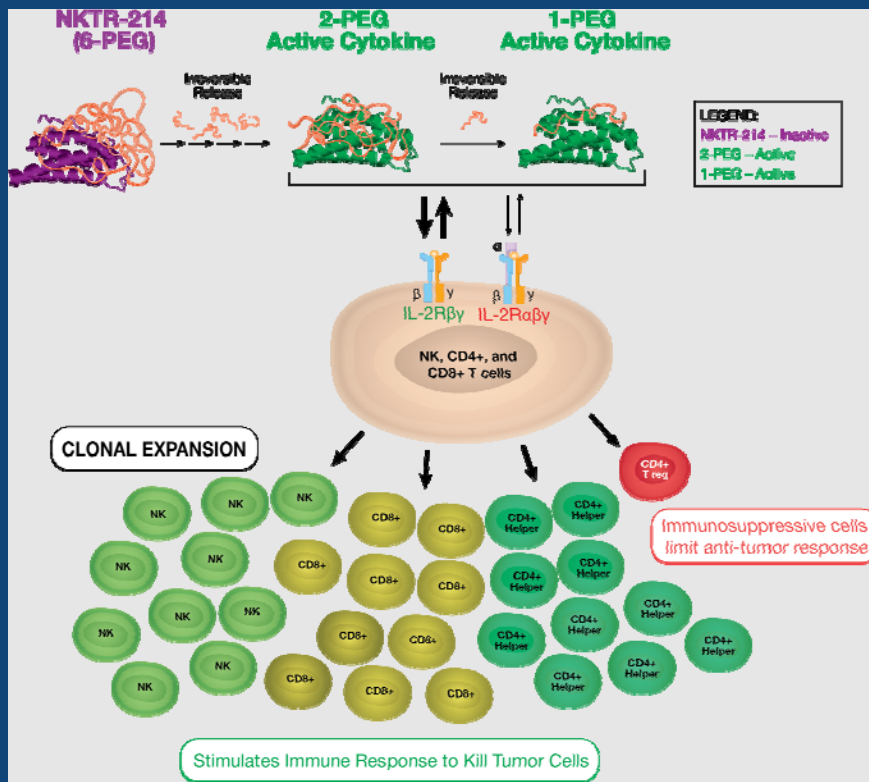 NKTR-214
(6-PEG)
2-PEG
Active Cytokine
1-PEG
Active Cytokine
Irreversible
Release
Irreversible
Release
LEGEND:
NKTR-214 – Inactive
2-PEG – Active
1-PEG – Active
α
β
γ
β
γ
IL-2Rβγ
IL-2Rαβγ
NK, CD4+, and
CD8+ T cells
CLONAL EXPANSION
CD4+
T reg
Immunosuppressive cells
limit anti-tumor response
NK
NK
NK
NK
NK
NK
NK
NK
NK
NK
CD8+
CD8+
CD8+
CD8+
CD8+
CD8+
CD8+
CD8+
CD8+
CD8+
CD4+
Helper
CD4+
Helper
CD4+
Helper
CD4+
Helper
CD4+
Helper
CD4+
Helper
CD4+
Helper
CD4+
Helper
CD4+
Helper
CD4+
Helper
Stimulates Immune Response to Kill Tumor Cells